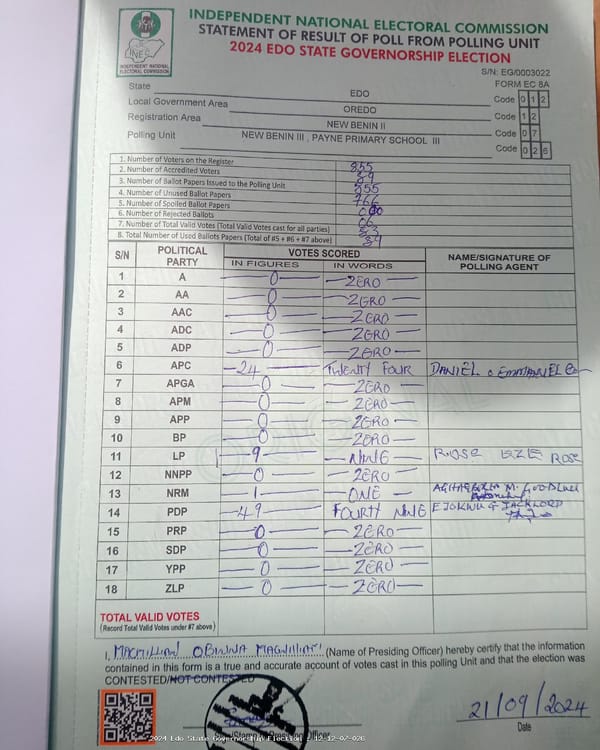 INDEPENDENT NATIONAL ELECTORAL COMMISSION
STATEMENT OF RESULT OF POLL FROM POLLING UNIT
2024 EDO STATE GOVERNORSHIP ELECTION
INEC
INDEPENDENT NATIONAL
ELECTORAL COMMISSION
S/N: EG/0003022
FORM EC 8A
State EDO Code 0 1 2
Local Government Area OREDO Code 1 2
Registration Area NEW BENIN II Code 0 7
Polling Unit NEW BENIN III , PAYNE PRIMARY SCHOOL III Code 0 2 6
1. Number of Voters on the Register 855
2. Number of Accredited Voters 89
3. Number of Ballot Papers Issued to the Polling Unit 855
4. Number of Unused Ballot Papers 766
5. Number of Spoiled Ballot Papers 000
6. Number of Rejected Ballots 06
7. Number of Total Valid Votes (Total Valid Votes cast for all parties) 83
8. Total Number of Used Ballots Papers (Total of #5 + #6 + #7 above) 89
S/N POLITICAL PARTY VOTES SCORED NAME/SIGNATURE OF POLLING AGENT
IN FIGURES IN WORDS
1 A 0 ZERO
2 AA 0 ZERO
3 AAC 0 ZERO
4 ADC 0 ZERO
5 ADP 0 ZERO
6 APC -24 TWENTY FOUR DANIEL O EMMANUEL
7 APGA 0 ZERO
8 APM 0 ZERO
9 APP 0 ZERO
10 BP 0 ZERO
11 LP 9 NINE ROSE EZE ROSE
12 NNPP 0 ZERO
13 NRM 1 ONE M. GOODLUCK
14 PDP -49 FOURTY NINE
15 PRP 0 ZERO
16 SDP 0 ZERO
17 YPP 0 ZERO
18 ZLP 0 ZERO
TOTAL VALID VOTES
(Record Total Valid Votes under #7 above)
I, MACMILLIAN OBINNA (Name of Presiding Officer) hereby certify that the information
contained in this form is a true and accurate account of votes cast in this polling Unit and that the election was
CONTESTED/NOT CONTESTED
21/09/2024
Date
2024 Edo State Governorship Election - 12-12-07-026